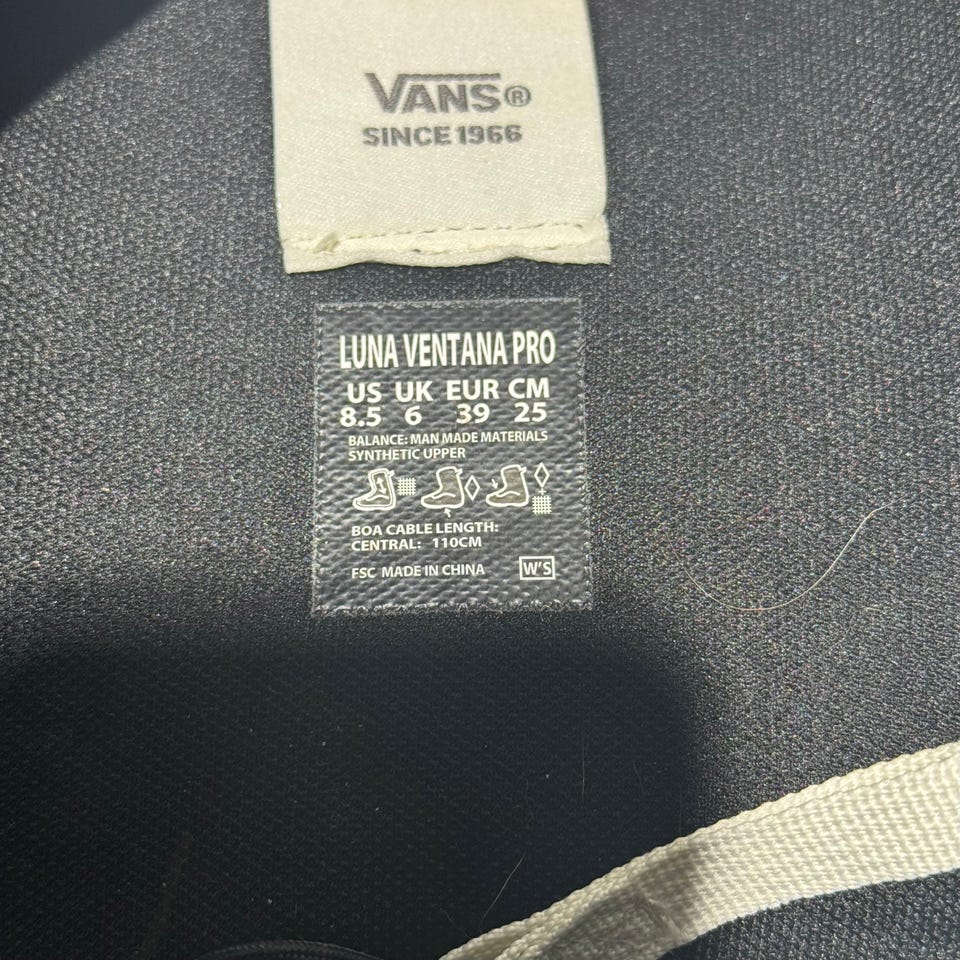 VANS®
SINCE 1966
LUNA VENTANA PRO
US UK EUR CM
8.5 6 39 25
BALANCE: MAN MADE MATERIALS
SYNTHETIC UPPER
BOA CABLE LENGTH:
CENTRAL: 110CM
FSC MADE IN CHINA W'S